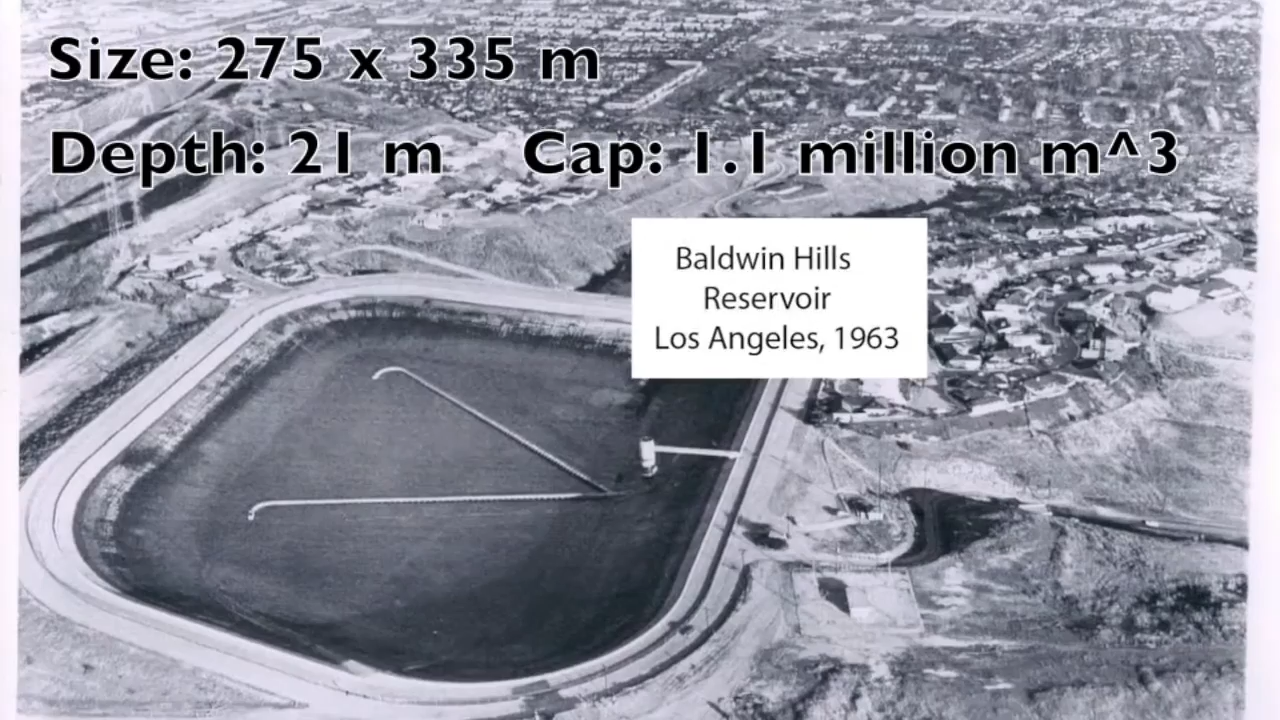 Size: 275 x 335 m
Depth: 21 m    Cap: 1.1 million m^3
Baldwin Hills
Reservoir
Los Angeles, 1963